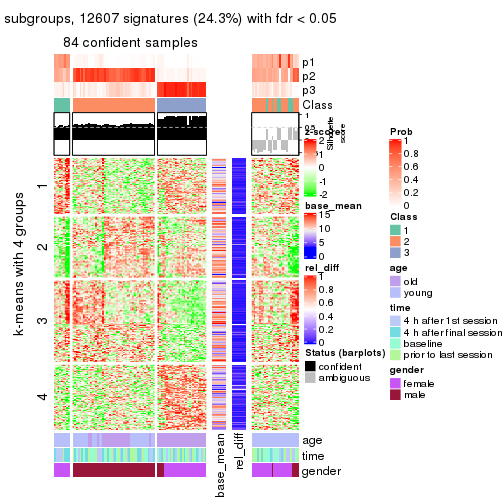 subgroups, 12607 signatures (24.3%) with fdr < 0.05
84 confident samples
p1
p2
p3
Class
1
0.5
0
Silhouette
score
k-means with 4 groups
1
2
3
4
base_mean
rel_diff
age
time
gender
z-score
2
1
0
-1
-2
base_mean
15
10
5
0
rel_diff
1
0.8
0.6
0.4
0.2
0
Status (barplots)
confident
ambiguous
Prob
1
0.8
0.6
0.4
0.2
0
Class
1
2
3
age
old
young
time
4 h after 1st session
4 h after final session
baseline
prior to last session
gender
female
male